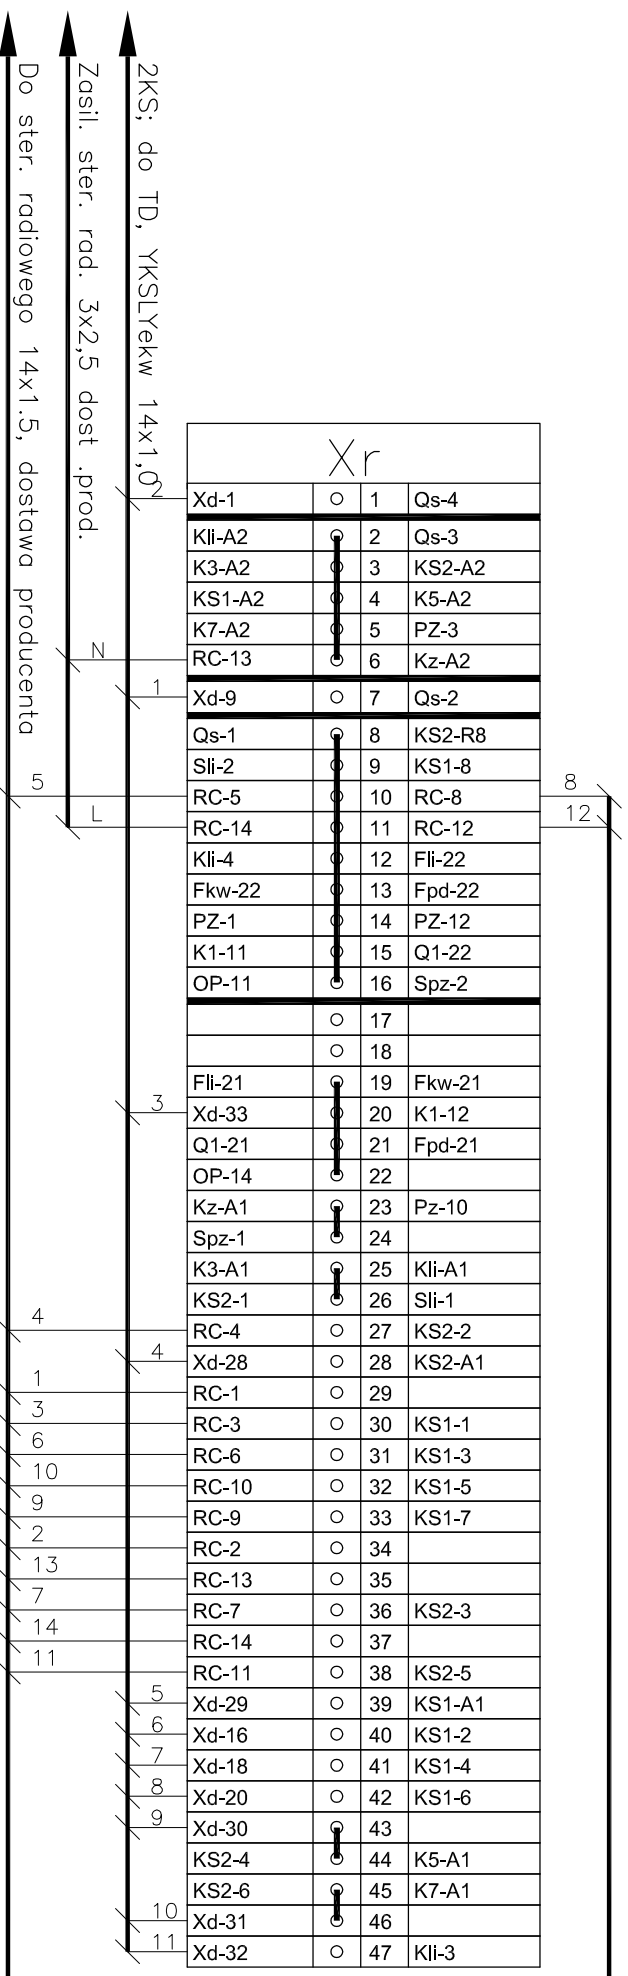 Do ster. radiowego 14x1.5, dostawa producenta
Zasil. ster. rad. 3x2,5 dost .prod.
2KS; do TD, YKSLYekw 14x1,0
Xr
2 Xd-1 1 Qs-4
Kli-A2 2 Qs-3
K3-A2 3 KS2-A2
KS1-A2 4 K5-A2
K7-A2 5 PZ-3
N RC-13 6 Kz-A2
1 Xd-9 7 Qs-2
Qs-1 8 KS2-R8
Sli-2 9 KS1-8
5 RC-5 10 RC-8 8
L RC-14 11 RC-12 12
Kli-4 12 Fli-22
Fkw-22 13 Fpd-22
PZ-1 14 PZ-12
K1-11 15 Q1-22
OP-11 16 Spz-2
17
18
Fli-21 19 Fkw-21
3 Xd-33 20 K1-12
Q1-21 21 Fpd-21
OP-14 22
Kz-A1 23 Pz-10
Spz-1 24
K3-A1 25 Kli-A1
KS2-1 26 Sli-1
4 RC-4 27 KS2-2
4 Xd-28 28 KS2-A1
1 RC-1 29
3 RC-3 30 KS1-1
6 RC-6 31 KS1-3
10 RC-10 32 KS1-5
9 RC-9 33 KS1-7
2 RC-2 34
13 RC-13 35
7 RC-7 36 KS2-3
14 RC-14 37
11 RC-11 38 KS2-5
5 Xd-29 39 KS1-A1
6 Xd-16 40 KS1-2
7 Xd-18 41 KS1-4
8 Xd-20 42 KS1-6
9 Xd-30 43
KS2-4 44 K5-A1
KS2-6 45 K7-A1
10 Xd-31 46
11 Xd-32 47 Kli-3